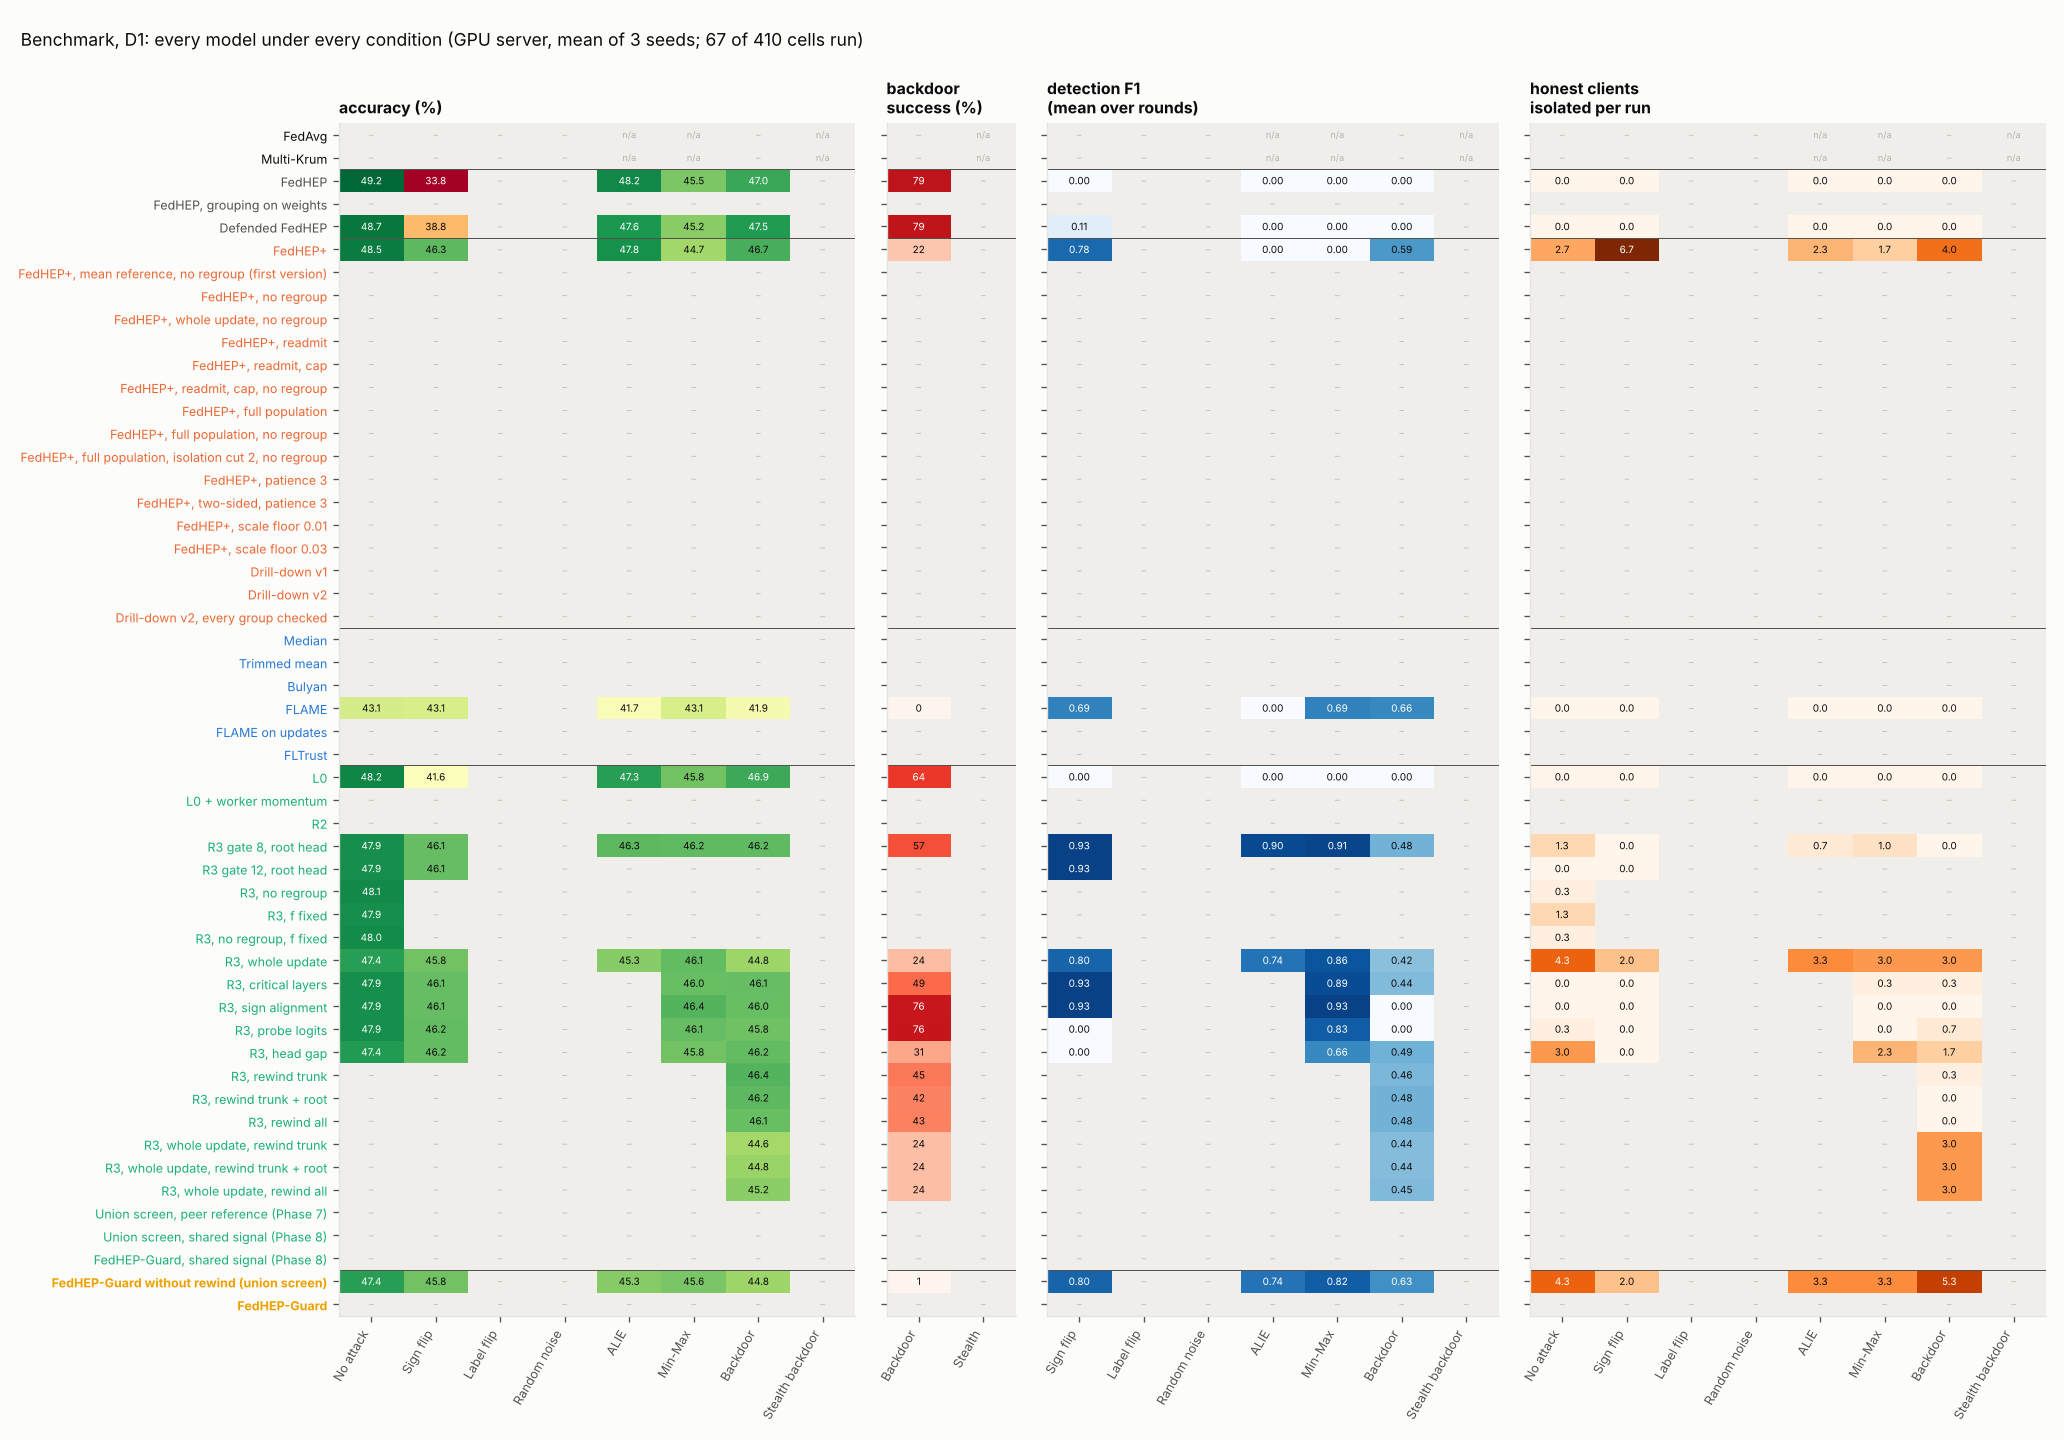 Benchmark, D1: every model under every condition (GPU server, mean of 3 seeds; 67 of 410 cells run)
accuracy (%)
backdoor
success (%)
detection F1
(mean over rounds)
honest clients
isolated per run
FedAvg n/a n/a n/a n/a n/a n/a n/a n/a n/a n/a
Multi-Krum n/a n/a n/a n/a n/a n/a n/a n/a n/a n/a
FedHEP 49.2 33.8 – – 48.2 45.5 47.0 – 79 – 0.00 – – 0.00 0.00 0.00 – 0.0 0.0 – – 0.0 0.0 0.0 –
FedHEP, grouping on weights
Defended FedHEP 48.7 38.8 – – 47.6 45.2 47.5 – 79 – 0.11 – – 0.00 0.00 0.00 – 0.0 0.0 – – 0.0 0.0 0.0 –
FedHEP+ 48.5 46.3 – – 47.8 44.7 46.7 – 22 – 0.78 – – 0.00 0.00 0.59 – 2.7 6.7 – – 2.3 1.7 4.0 –
FedHEP+, mean reference, no regroup (first version)
FedHEP+, no regroup
FedHEP+, whole update, no regroup
FedHEP+, readmit
FedHEP+, readmit, cap
FedHEP+, readmit, cap, no regroup
FedHEP+, full population
FedHEP+, full population, no regroup
FedHEP+, full population, isolation cut 2, no regroup
FedHEP+, patience 3
FedHEP+, two-sided, patience 3
FedHEP+, scale floor 0.01
FedHEP+, scale floor 0.03
Drill-down v1
Drill-down v2
Drill-down v2, every group checked
Median
Trimmed mean
Bulyan
FLAME 43.1 43.1 – – 41.7 43.1 41.9 – 0 – 0.69 – – 0.00 0.69 0.66 – 0.0 0.0 – – 0.0 0.0 0.0 –
FLAME on updates
FLTrust
L0 48.2 41.6 – – 47.3 45.8 46.9 – 64 – 0.00 – – 0.00 0.00 0.00 – 0.0 0.0 – – 0.0 0.0 0.0 –
L0 + worker momentum
R2
R3 gate 8, root head 47.9 46.1 – – 46.3 46.2 46.2 – 57 – 0.93 – – 0.90 0.91 0.48 – 1.3 0.0 – – 0.7 1.0 0.0 –
R3 gate 12, root head 47.9 46.1 – – – – – – – – 0.93 – – – – – – 0.0 0.0 – – – – – –
R3, no regroup 48.1 – – – – – – – – – – – – – – – – 0.3 – – – – – – –
R3, f fixed 47.9 – – – – – – – – – – – – – – – – 1.3 – – – – – – –
R3, no regroup, f fixed 48.0 – – – – – – – – – – – – – – – – 0.3 – – – – – – –
R3, whole update 47.4 45.8 – – 45.3 46.1 44.8 – 24 – 0.80 – – 0.74 0.86 0.42 – 4.3 2.0 – – 3.3 3.0 3.0 –
R3, critical layers 47.9 46.1 – – – 46.0 46.1 – 49 – 0.93 – – – 0.89 0.44 – 0.0 0.0 – – – 0.3 0.3 –
R3, sign alignment 47.9 46.1 – – – 46.4 46.0 – 76 – 0.93 – – – 0.93 0.00 – 0.0 0.0 – – – 0.0 0.0 –
R3, probe logits 47.9 46.2 – – – 46.1 45.8 – 76 – 0.00 – – – 0.83 0.00 – 0.3 0.0 – – – 0.0 0.7 –
R3, head gap 47.4 46.2 – – – 45.8 46.2 – 31 – 0.00 – – – 0.66 0.49 – 3.0 0.0 – – – 2.3 1.7 –
R3, rewind trunk – – – – – – 46.4 – 45 – – – – – – 0.46 – – – – – – – 0.3 –
R3, rewind trunk + root – – – – – – 46.2 – 42 – – – – – – 0.48 – – – – – – – 0.0 –
R3, rewind all – – – – – – 46.1 – 43 – – – – – – 0.48 – – – – – – – 0.0 –
R3, whole update, rewind trunk – – – – – – 44.6 – 24 – – – – – – 0.44 – – – – – – – 3.0 –
R3, whole update, rewind trunk + root – – – – – – 44.8 – 24 – – – – – – 0.44 – – – – – – – 3.0 –
R3, whole update, rewind all – – – – – – 45.2 – 24 – – – – – – 0.45 – – – – – – – 3.0 –
Union screen, peer reference (Phase 7)
Union screen, shared signal (Phase 8)
FedHEP-Guard, shared signal (Phase 8)
FedHEP-Guard without rewind (union screen) 47.4 45.8 – – 45.3 45.6 44.8 – 1 – 0.80 – – 0.74 0.82 0.63 – 4.3 2.0 – – 3.3 3.3 5.3 –
FedHEP-Guard
No attack Sign flip Label flip Random noise ALIE Min-Max Backdoor Stealth backdoor
Backdoor Stealth
Sign flip Label flip Random noise ALIE Min-Max Backdoor Stealth backdoor
No attack Sign flip Label flip Random noise ALIE Min-Max Backdoor Stealth backdoor